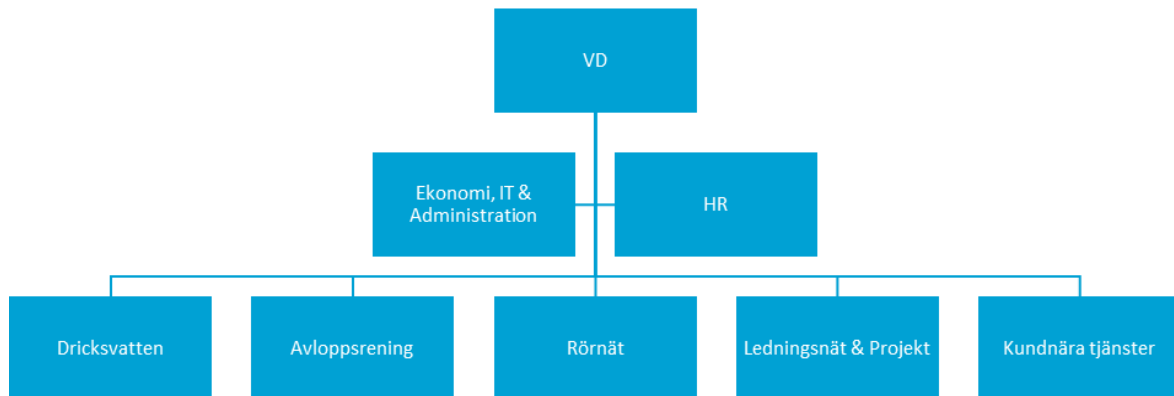 VD
Ekonomi, IT &
Administration
HR
Dricksvatten
Avloppsrening
Rörnät
Ledningsnät & Projekt
Kundnära tjänster